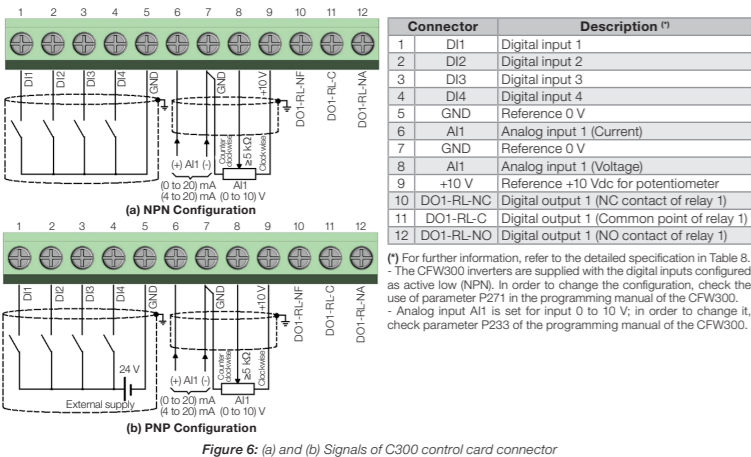 1 2 3 4 5 6 7 8 9 10 11 12
DI1
DI2
DI3
DI4
GND
GND
+10 V
DO1-RL-NF
DO1-RL-C
DO1-RL-NA
(+) AI1 (-)
Counter
clockwise
≥5 kΩ
Clockwise
(0 to 20) mA
(4 to 20) mA
AI1
(0 to 10) V
(a) NPN Configuration
1 2 3 4 5 6 7 8 9 10 11 12
DI1
DI2
DI3
DI4
GND
GND
+10 V
DO1-RL-NF
DO1-RL-C
DO1-RL-NA
24 V
External supply
(+) AI1 (-)
Counter
clockwise
≥5 kΩ
Clockwise
(0 to 20) mA
(4 to 20) mA
AI1
(0 to 10) V
(b) PNP Configuration
Connector Description (*)
1 DI1 Digital input 1
2 DI2 Digital input 2
3 DI3 Digital input 3
4 DI4 Digital input 4
5 GND Reference 0 V
6 AI1 Analog input 1 (Current)
7 GND Reference 0 V
8 AI1 Analog input 1 (Voltage)
9 +10 V Reference +10 Vdc for potentiometer
10 DO1-RL-NC Digital output 1 (NC contact of relay 1)
11 DO1-RL-C Digital output 1 (Common point of relay 1)
12 DO1-RL-NO Digital output 1 (NO contact of relay 1)
(*) For further information, refer to the detailed specification in Table 8.
- The CFW300 inverters are supplied with the digital inputs configured
as active low (NPN). In order to change the configuration, check the
use of parameter P271 in the programming manual of the CFW300.
- Analog input AI1 is set for input 0 to 10 V; in order to change it,
check parameter P233 of the programming manual of the CFW300.
Figure 6: (a) and (b) Signals of C300 control card connector